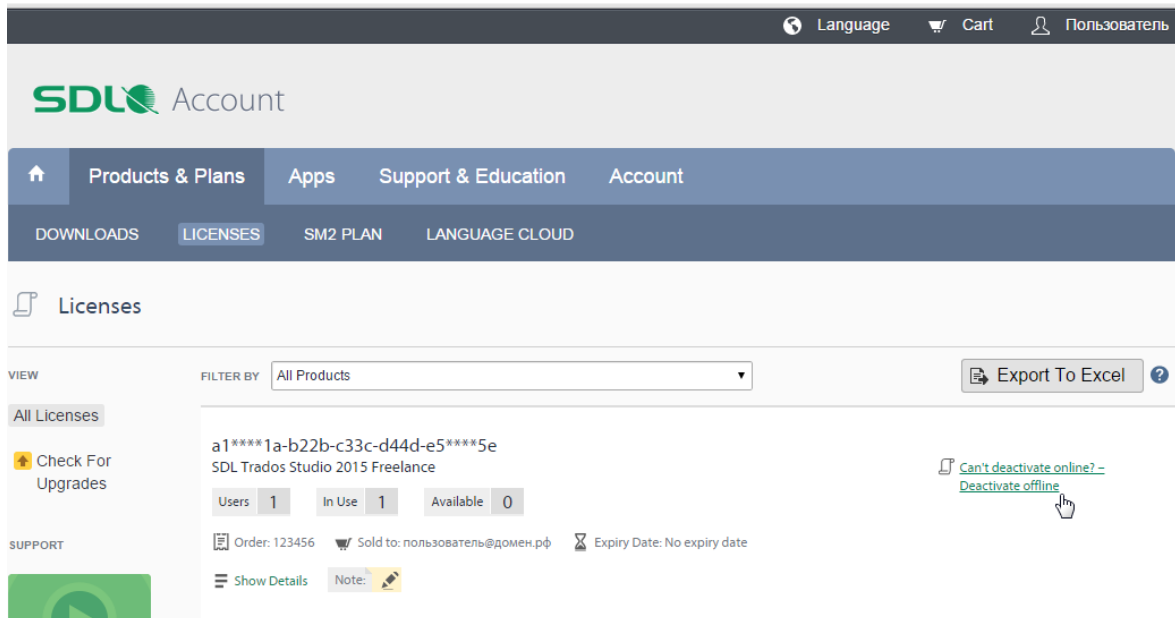 Language Cart Пользователь
SDL Account
Products & Plans Apps Support & Education Account
DOWNLOADS LICENSES SM2 PLAN LANGUAGE CLOUD
Licenses
VIEW
All Licenses
Check For
Upgrades
SUPPORT
FILTER BY All Products
Export To Excel ?
a1****1a-b22b-c33c-d44d-e5****5e
SDL Trados Studio 2015 Freelance
Users 1 In Use 1 Available 0
Order: 123456 Sold to: пользователь@домен.рф Expiry Date: No expiry date
Show Details Note:
Can't deactivate online? –
Deactivate offline